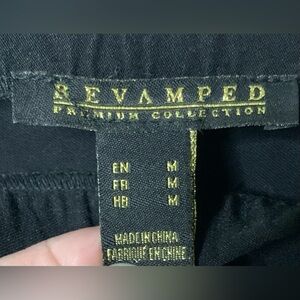 REVAMPED
PREMIUM COLLECTION
EN M
FR M
HB M
MADE IN CHINA
FABRIQUÉ EN CHINE